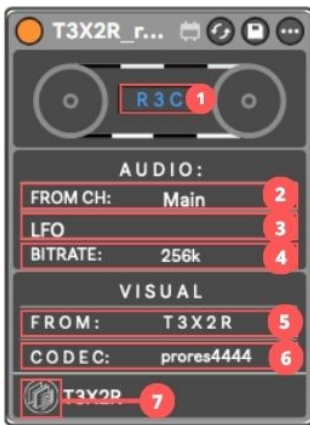 T3X2R_r...
R3C 1
AUDIO:
FROM CH: Main 2
LFO 3
BITRATE: 256k 4
VISUAL
FROM: T3X2R 5
CODEC: prores4444 6
T3X2R 7